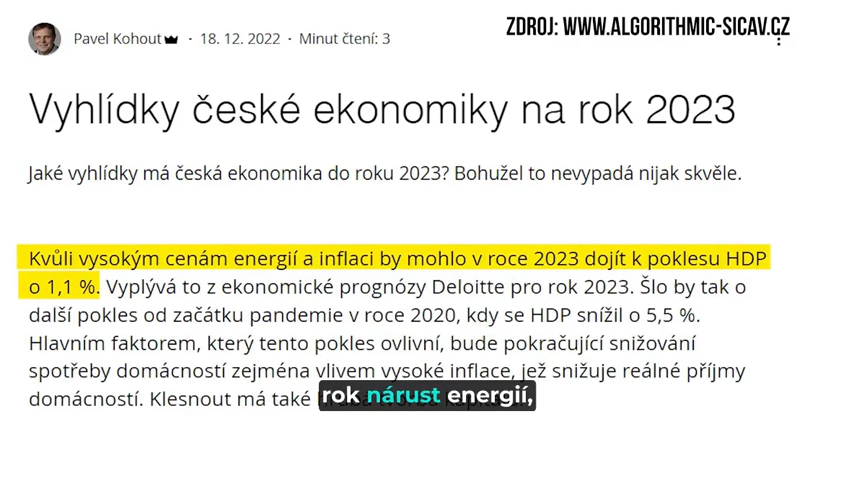 Pavel Kohout · 18. 12. 2022 · Minut čtení: 3
ZDROJ: WWW.ALGORITHMIC-SICAV.CZ
Vyhlídky české ekonomiky na rok 2023
Jaké vyhlídky má česká ekonomika do roku 2023? Bohužel to nevypadá nijak skvěle.
Kvůli vysokým cenám energií a inflaci by mohlo v roce 2023 dojít k poklesu HDP
o 1,1 %. Vyplývá to z ekonomické prognózy Deloitte pro rok 2023. Šlo by tak o
další pokles od začátku pandemie v roce 2020, kdy se HDP snížil o 5,5 %.
Hlavním faktorem, který tento pokles ovlivní, bude pokračující snižování
spotřeby domácností zejména vlivem vysoké inflace, jež snižuje reálné příjmy
domácností. Klesnout má také
rok nárust energií,